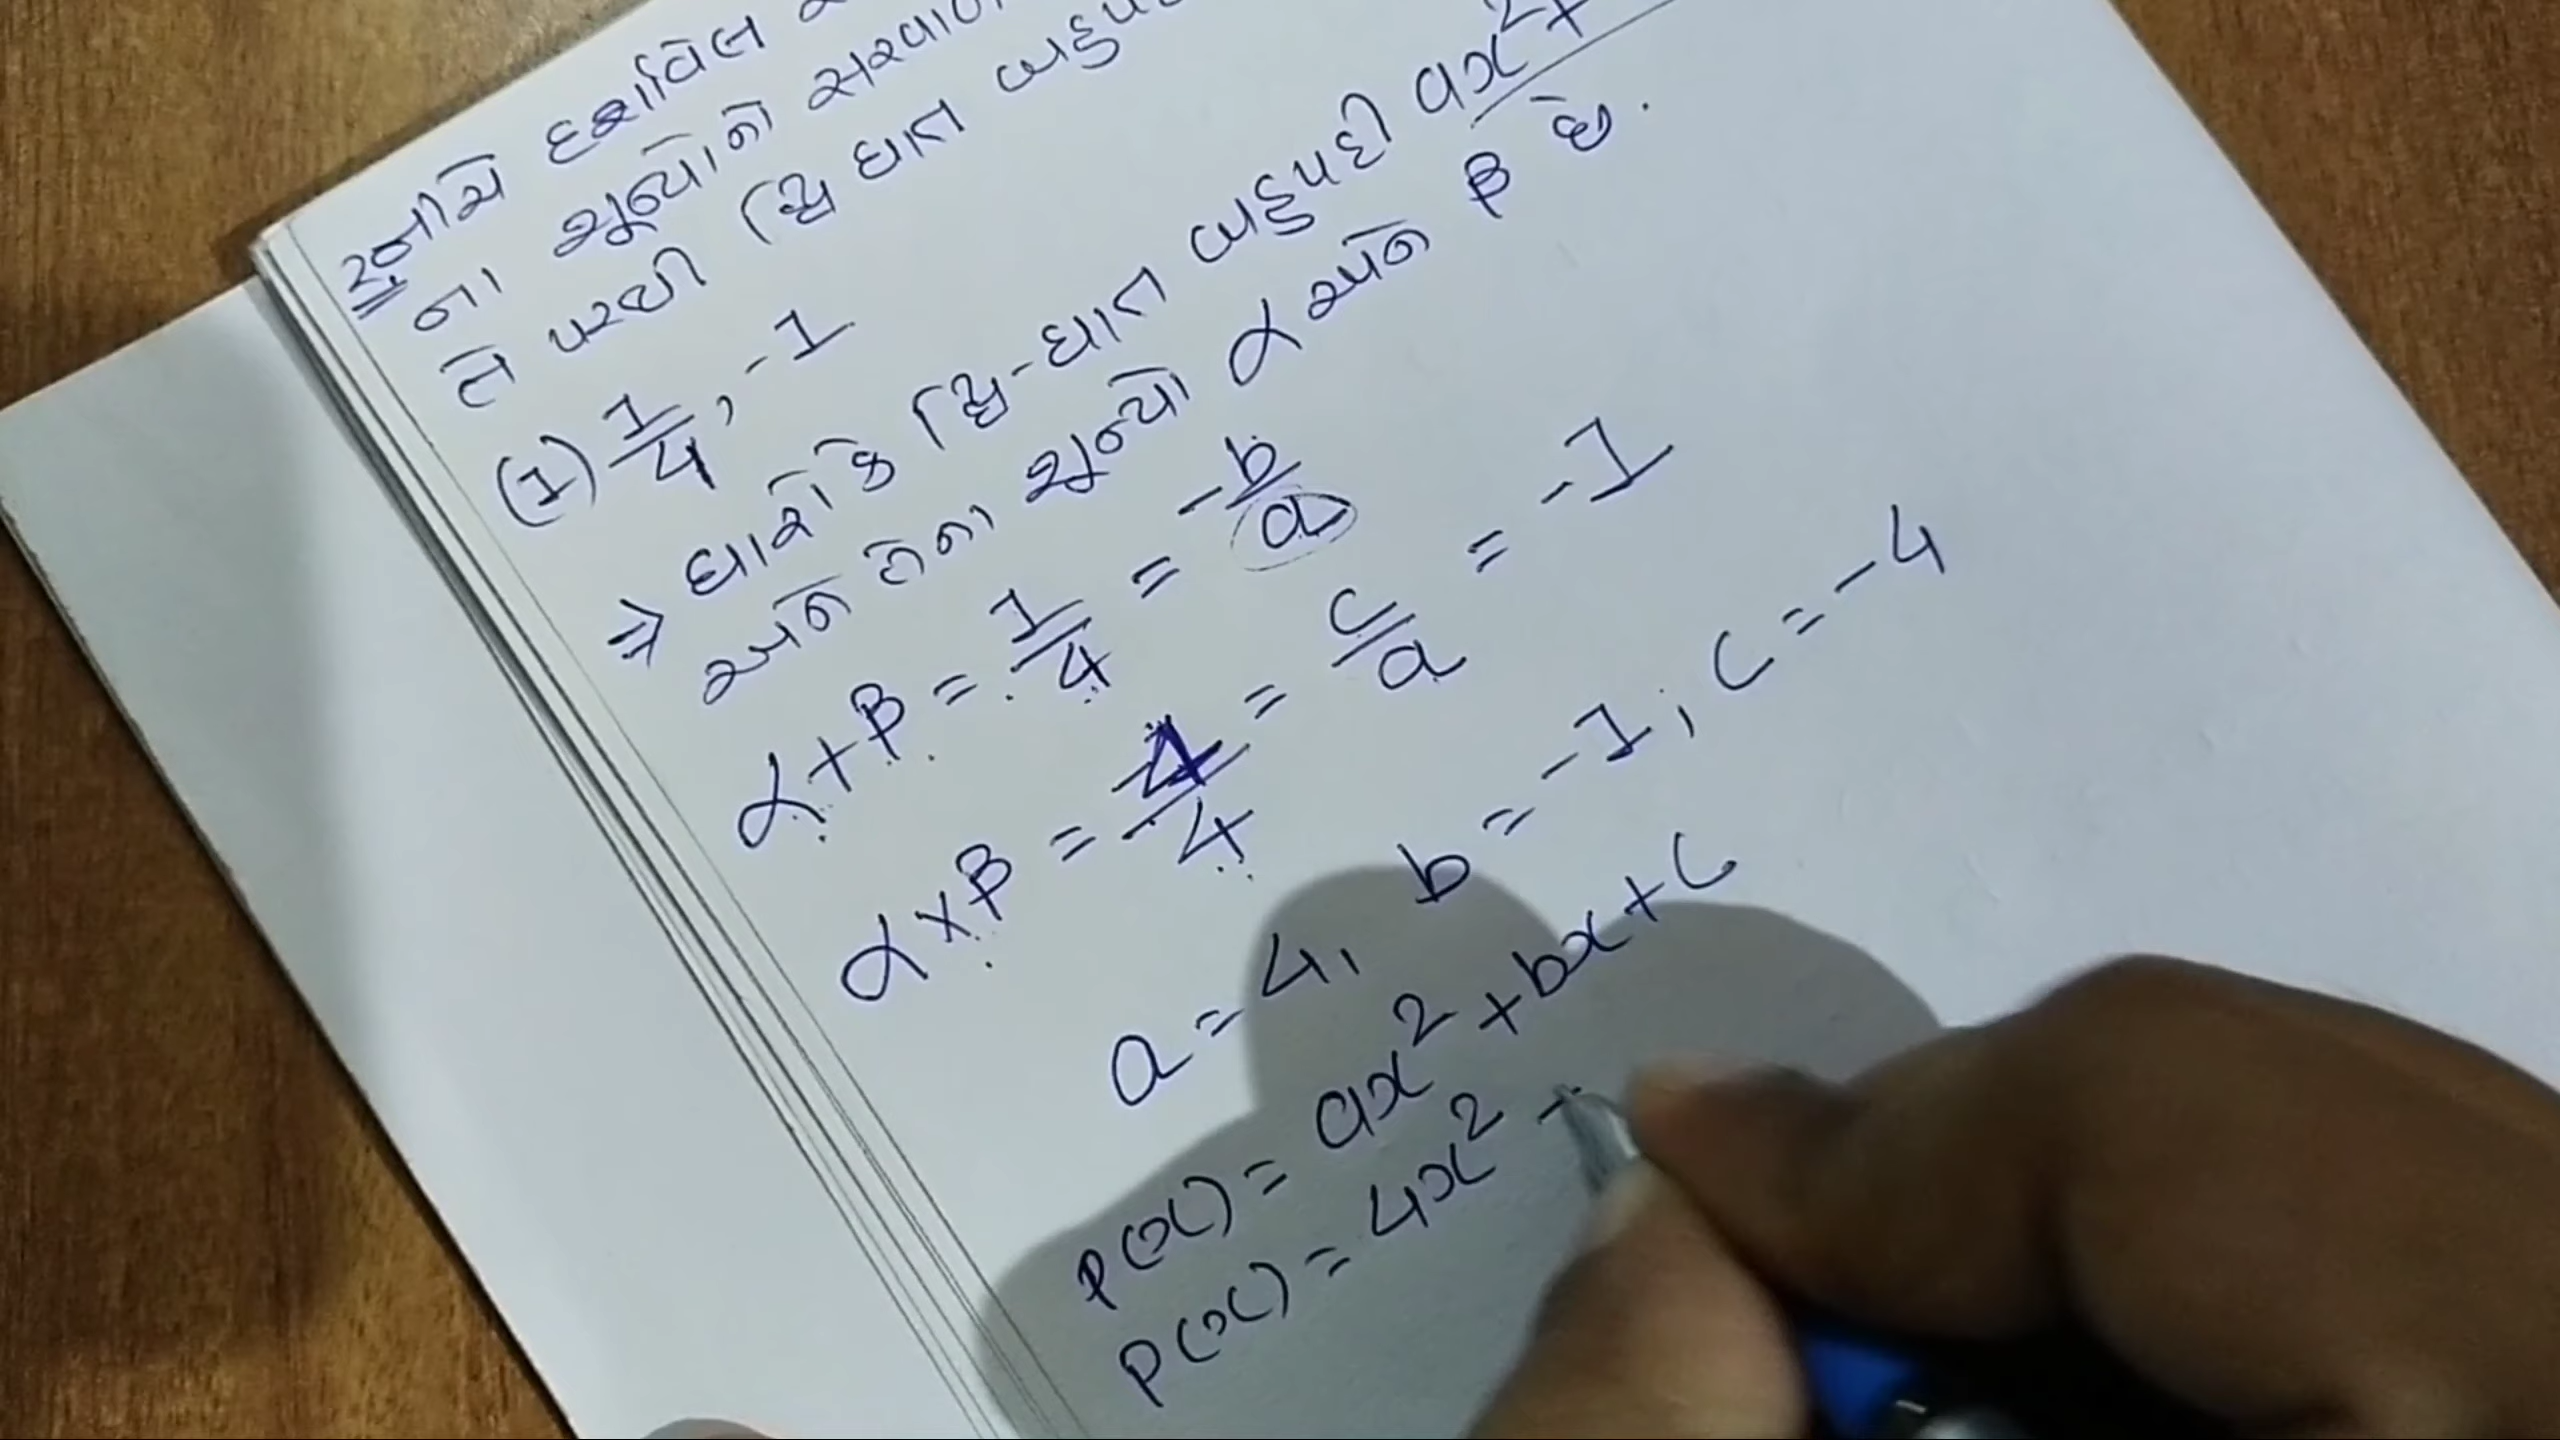 સૂ નીચે દર્શાવેલ
ના શૂન્યોનો સરવાળો
તે પરથી દ્વિઘાત બહુપદી
(1) 1/4, -1
⇒ ધારો કે દ્વિ-ઘાત બહુપદી ax² +
અને તેના શૂન્યો α અને β છે.
α + β = 1/4 = -b/a
α × β = -4/4 = c/a = -1
a = 4, b = -1, c = -4
P(x) = ax² + bx + c
P(x) = 4x² +